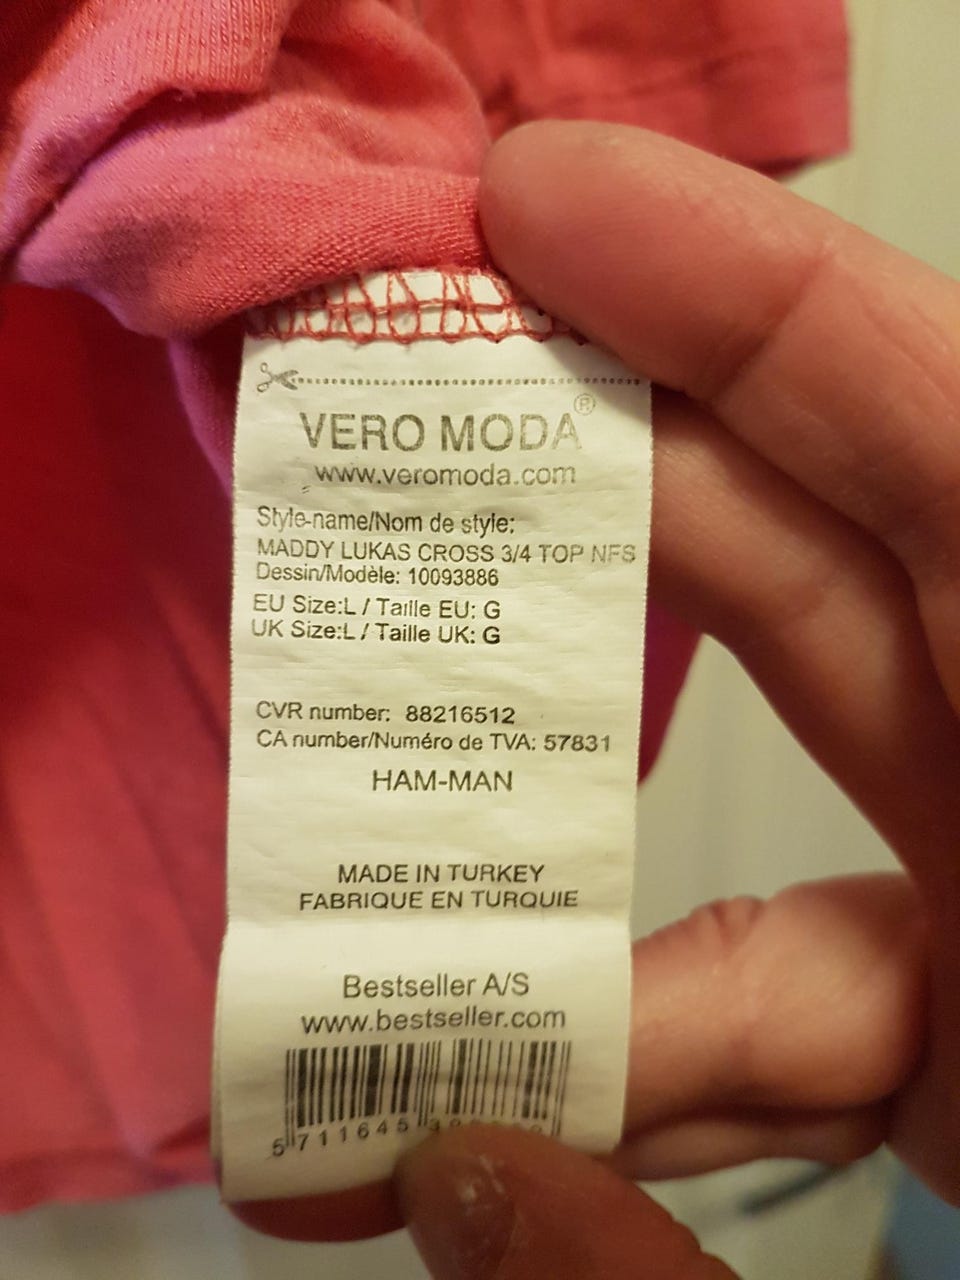 VERO MODA®
www.veromoda.com
Style-name/Nom de style:
MADDY LUKAS CROSS 3/4 TOP NFS
Dessin/Modèle: 10093886
EU Size:L / Taille EU: G
UK Size:L / Taille UK: G
CVR number: 88216512
CA number/Numéro de TVA: 57831
HAM-MAN
MADE IN TURKEY
FABRIQUE EN TURQUIE
Bestseller A/S
www.bestseller.com
5 711645